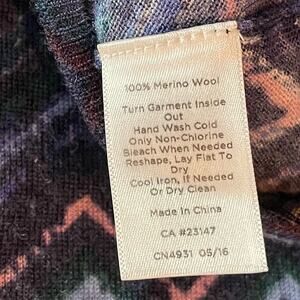 100% Merino Wool
Turn Garment Inside
Out
Hand Wash Cold
Only Non-Chlorine
Bleach When Needed
Reshape, Lay Flat To
Dry
Cool Iron, If Needed
Or Dry Clean
Made In China
CA #23147
CN4931 05/16